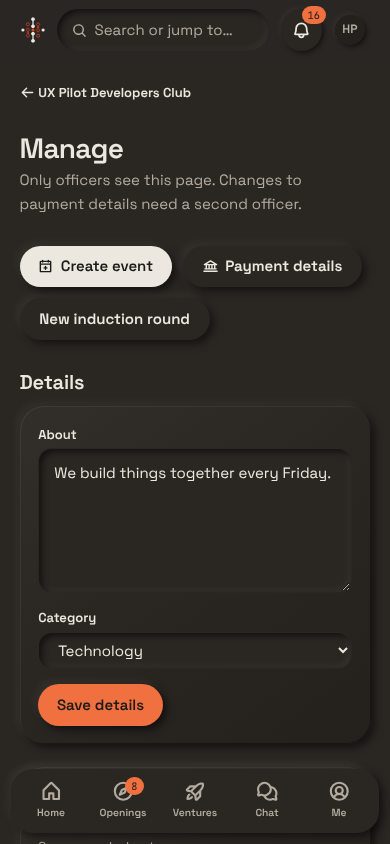 Search or jump to...
16
HP
← UX Pilot Developers Club
Manage
Only officers see this page. Changes to
payment details need a second officer.
Create event
Payment details
New induction round
Details
About
We build things together every Friday.
Category
Technology
Save details
8
Home
Openings
Ventures
Chat
Me